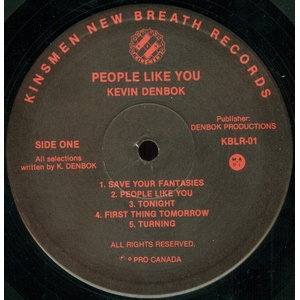 KINSMEN NEW BREATH RECORDS
KINSMEN
PEOPLE LIKE YOU
KEVIN DENBOK
Publisher:
DENBOK PRODUCTIONS
SIDE ONE
KBLR-01
All selections
written by K. DENBOK
1. SAVE YOUR FANTASIES
2. PEOPLE LIKE YOU
3. TONIGHT
4. FIRST THING TOMORROW
5. TURNING
ALL RIGHTS RESERVED.
PRO CANADA